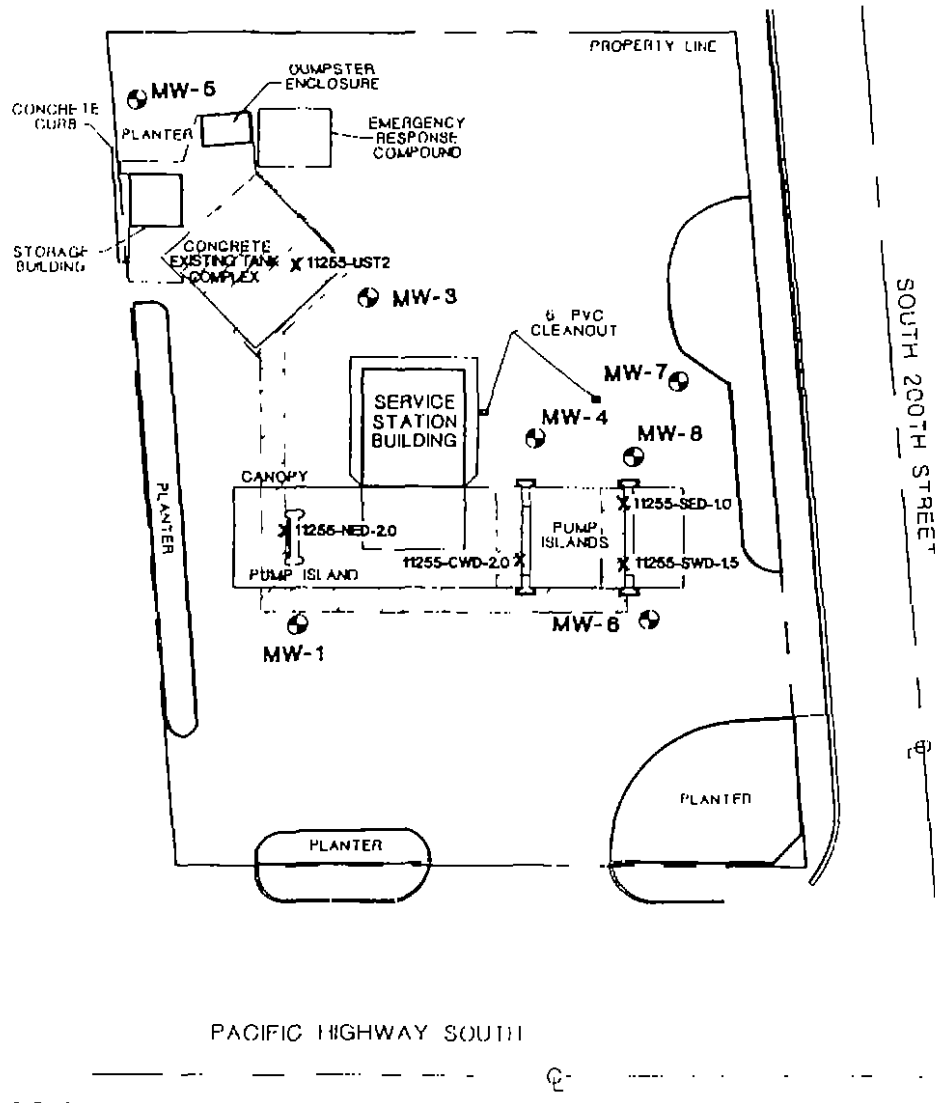 PROPERTY LINE
DUMPSTER
ENCLOSURE
MW-5
CONCRETE
CURB
PLANTER
EMERGENCY
RESPONSE
COMPOUND
STORAGE
BUILDING
CONCRETE
EXISTING TANK
COMPLEX
11255-UST2
MW-3
6 PVC
CLEANOUT
SOUTH 200TH STREET
MW-7
SERVICE
STATION
BUILDING
MW-4
MW-8
CANOPY
PLANTER
11255-NED-2.0
PUMP ISLAND
11255-CWD-2.0
PUMP
ISLANDS
11255-SED-1.0
11255-SWD-1.5
MW-1
MW-6
PLANTER
PLANTER
PACIFIC HIGHWAY SOUTH